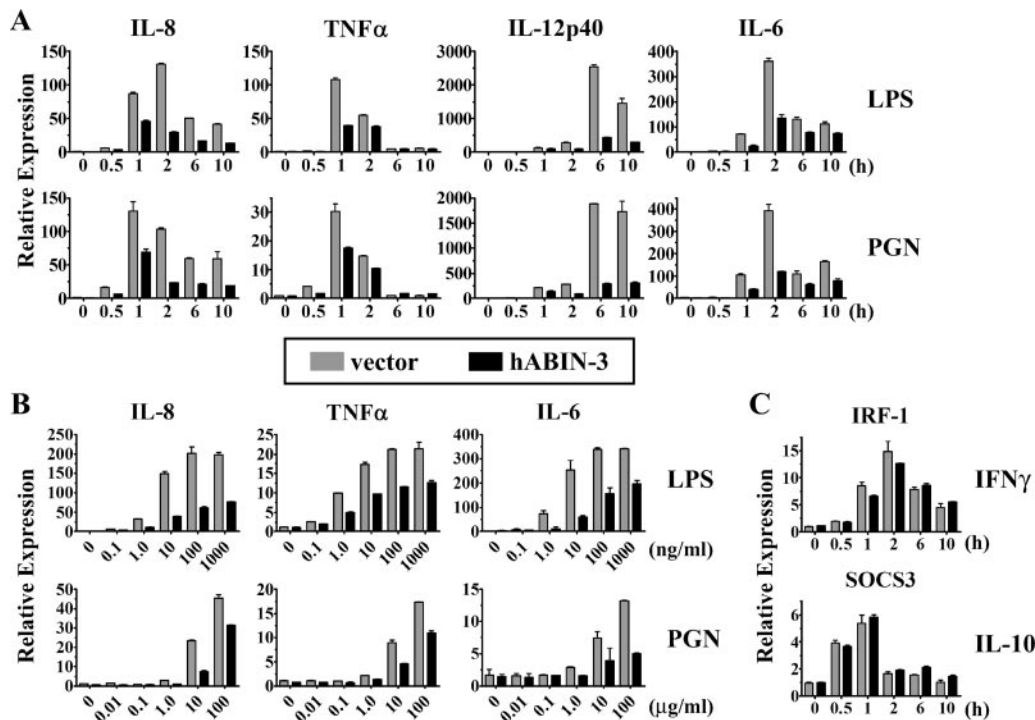 A
IL-8 TNFα IL-12p40 IL-6
Relative Expression
150 150 3000 400
125 125 2500 300
100 100 2000 200
75 75 1500 100
50 50 1000 0
25 25 500
0 0 0
0 0.5 1 2 6 10 0 0.5 1 2 6 10 0 0.5 1 2 6 10 0 0.5 1 2 6 10 (h)
LPS
150 30 2000 400
125 20 1500 300
100 10 1000 200
75 0 500 100
50 0 0
25
0
0 0.5 1 2 6 10 0 0.5 1 2 6 10 0 0.5 1 2 6 10 0 0.5 1 2 6 10 (h)
PGN
vector hABIN-3
B
IL-8 TNFα IL-6
Relative Expression
250 25 400
200 20 300
150 15 200
100 10 100
50 5 0
0 0
0 0.1 1.0 10 100 1000 0 0.1 1.0 10 100 1000 0 0.1 1.0 10 100 1000 (ng/ml)
LPS
50 20 15
40 15 10
30 10 5
20 5 0
10 0
0
0 0.01 0.1 1.0 10 100 0 0.01 0.1 1.0 10 100 0 0.01 0.1 1.0 10 100 (μg/ml)
PGN
C
IRF-1
Relative Expression
15
10
5
0
0 0.5 1 2 6 10 (h)
IFNγ
SOCS3
6
4
2
0
0 0.5 1 2 6 10 (h)
IL-10